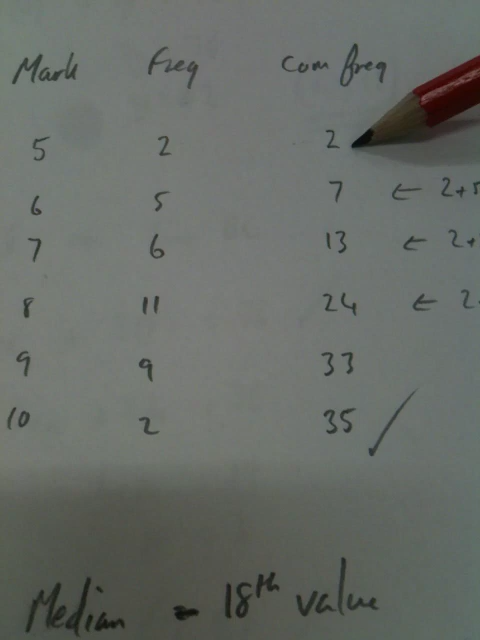 Mark Freq Com freq
5 2 2
6 5 7 ← 2+5
7 6 13 ← 2+
8 11 24 ← 2
9 9 33
10 2 35 ✓
Median - 18th value